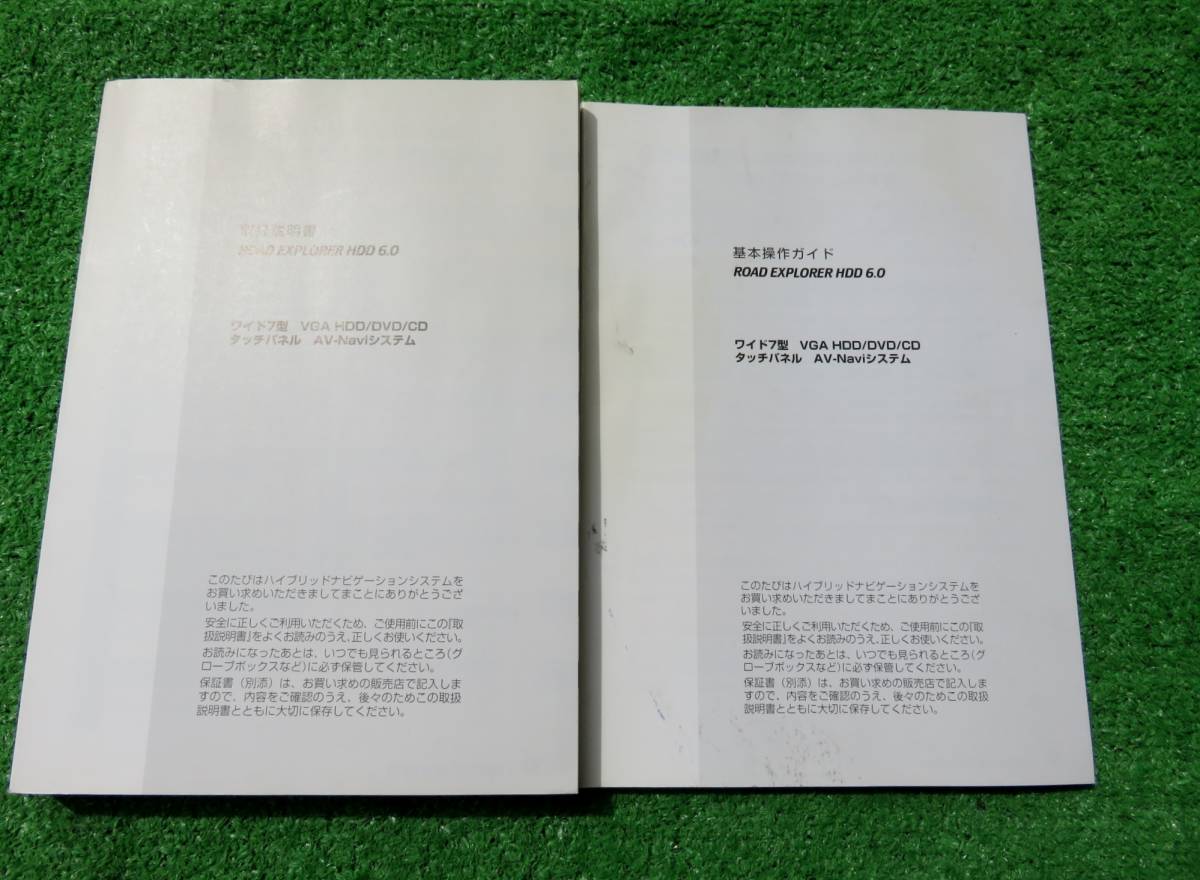 取扱説明書
ROAD EXPLORER HDD 6.0
ワイド7型 VGA HDD/DVD/CD
タッチパネル AV-Naviシステム
このたびはハイブリッドナビゲーションシステムを
お買い求めいただきましてまことにありがとうござ
いました。
安全に正しくご利用いただくため、ご使用前にこの「取
扱説明書」をよくお読みのうえ、正しくお使いください。
お読みになったあとは、いつでも見られるところ(グ
ローブボックスなど)に必ず保管してください。
保証書(別添)は、お買い求めの販売店で記入しま
すので、内容をご確認のうえ、後々のためこの取扱
説明書とともに大切に保存してください。
基本操作ガイド
ROAD EXPLORER HDD 6.0
ワイド7型 VGA HDD/DVD/CD
タッチパネル AV-Naviシステム
このたびはハイブリッドナビゲーションシステムを
お買い求めいただきましてまことにありがとうござ
いました。
安全に正しくご利用いただくため、ご使用前にこの「取
扱説明書」をよくお読みのうえ、正しくお使いください。
お読みになったあとは、いつでも見られるところ(グ
ローブボックスなど)に必ず保管してください。
保証書(別添)は、お買い求めの販売店で記入しま
すので、内容をご確認のうえ、後々のためこの取扱
説明書とともに大切に保存してください。